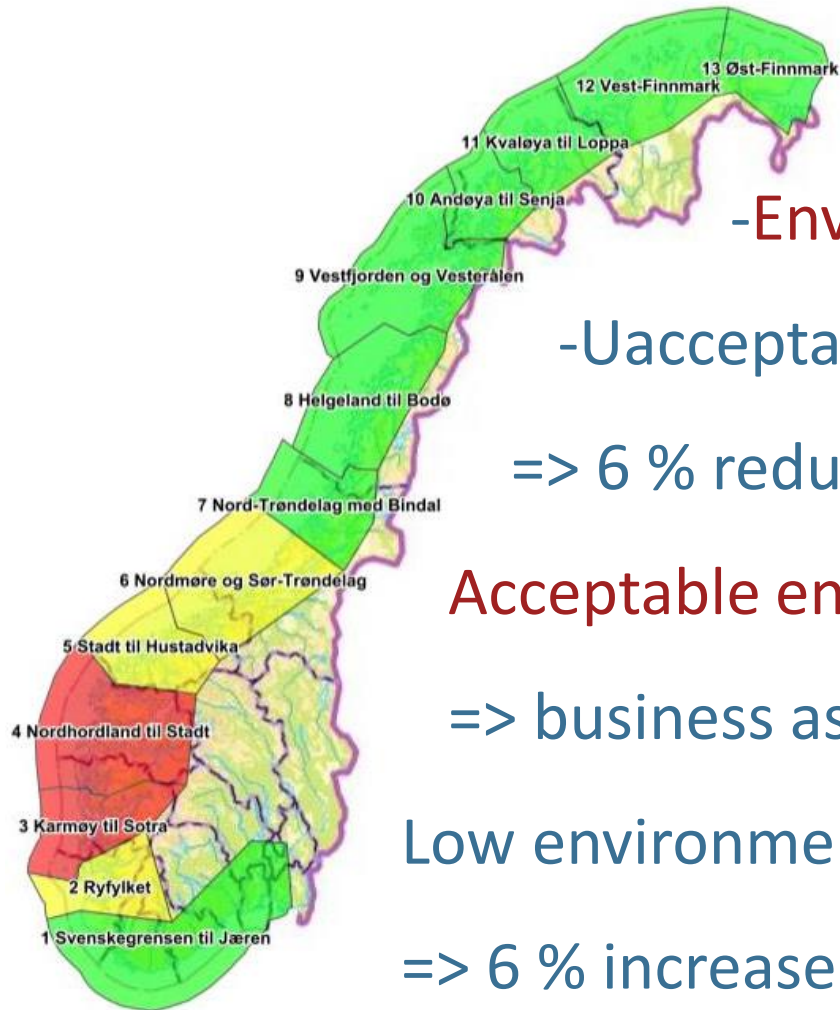 13 Øst-Finnmark
12 Vest-Finnmark
11 Kvaløya til Loppa
10 Andøya til Senja
-Env
9 Vestfjorden og Vesterålen
-Uaccepta
8 Helgeland til Bodø
=> 6 % redu
7 Nord-Trøndelag med Bindal
6 Nordmøre og Sør-Trøndelag
Acceptable en
5 Stadt til Hustadvika
4 Nordhordland til Stadt
=> business as
3 Karmøy til Sotra
Low environme
2 Ryfylket
1 Svenskegrensen til Jæren
=> 6 % increase